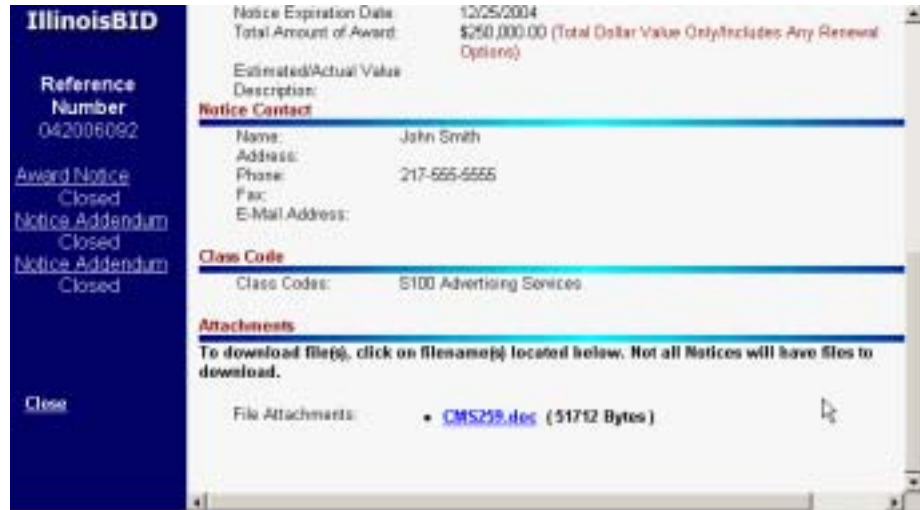 IllinoisBID
Reference
Number
042006092
Award Notice
Closed
Notice Addendum
Closed
Notice Addendum
Closed
Close
Notice Expiration Date 12/25/2004
Total Amount of Award: $250,000.00 (Total Dollar Value Only/Includes Any Renewal
Options)
Estimated/Actual Value
Description:
Notice Contact
Name: John Smith
Address:
Phone: 217-555-5555
Fax:
E-Mail Address:
Class Code
Class Codes: S100 Advertising Services
Attachments
To download file(s), click on filename(s) located below. Not all Notices will have files to
download.
File Attachments: • CMS259.doc (51712 Bytes)